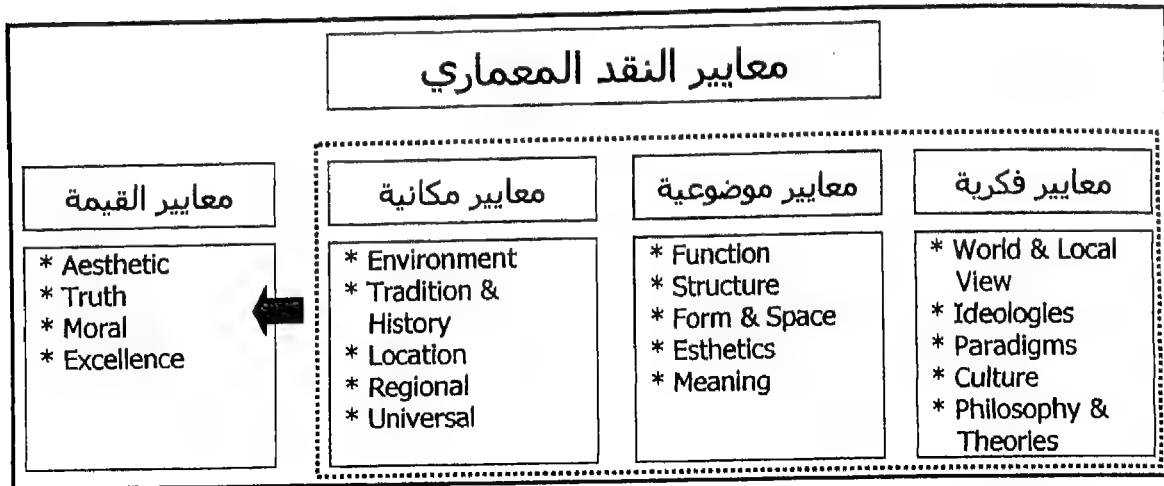 معايير النقد المعماري
معايير فكرية
* World & Local
View
* Ideologies
* Paradigms
* Culture
* Philosophy &
Theories
معايير موضوعية
* Function
* Structure
* Form & Space
* Esthetics
* Meaning
معايير مكانية
* Environment
* Tradition &
History
* Location
* Regional
* Universal
معايير القيمة
* Aesthetic
* Truth
* Moral
* Excellence